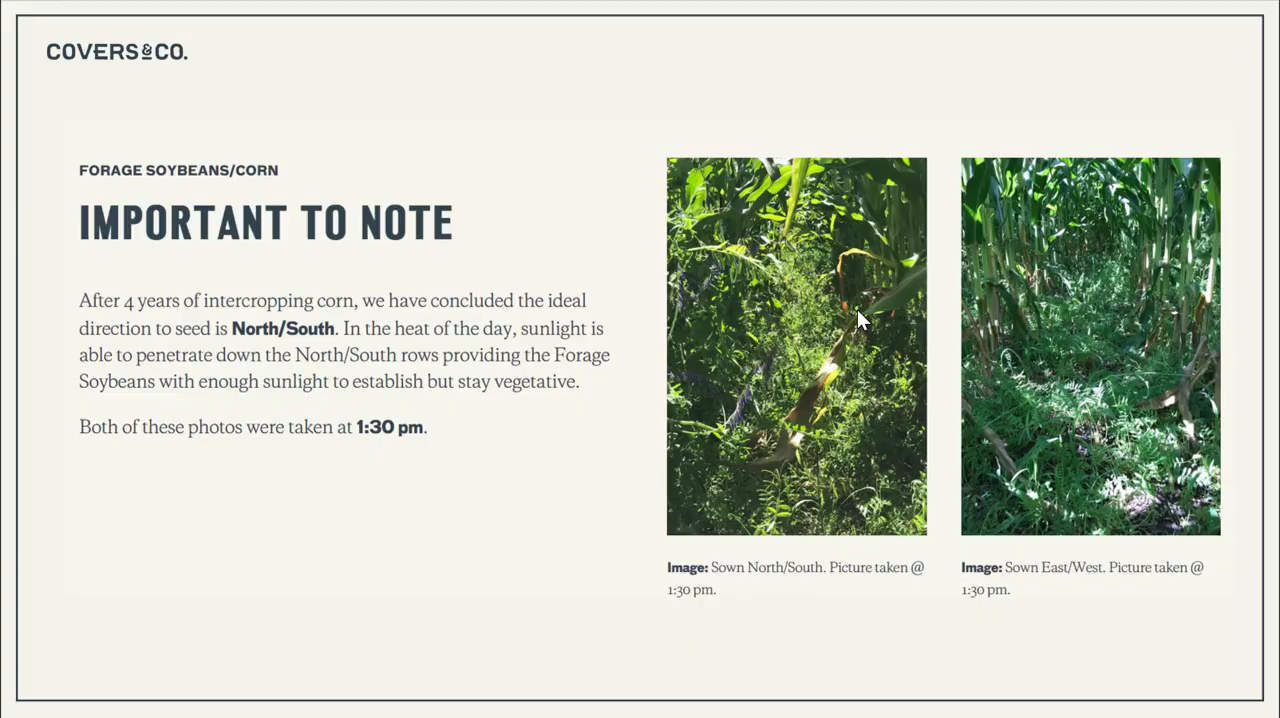 COVERS&CO.
FORAGE SOYBEANS/CORN
IMPORTANT TO NOTE
After 4 years of intercropping corn, we have concluded the ideal
direction to seed is North/South. In the heat of the day, sunlight is
able to penetrate down the North/South rows providing the Forage
Soybeans with enough sunlight to establish but stay vegetative.
Both of these photos were taken at 1:30 pm.
Image: Sown North/South. Picture taken @
1:30 pm.
Image: Sown East/West. Picture taken @
1:30 pm.